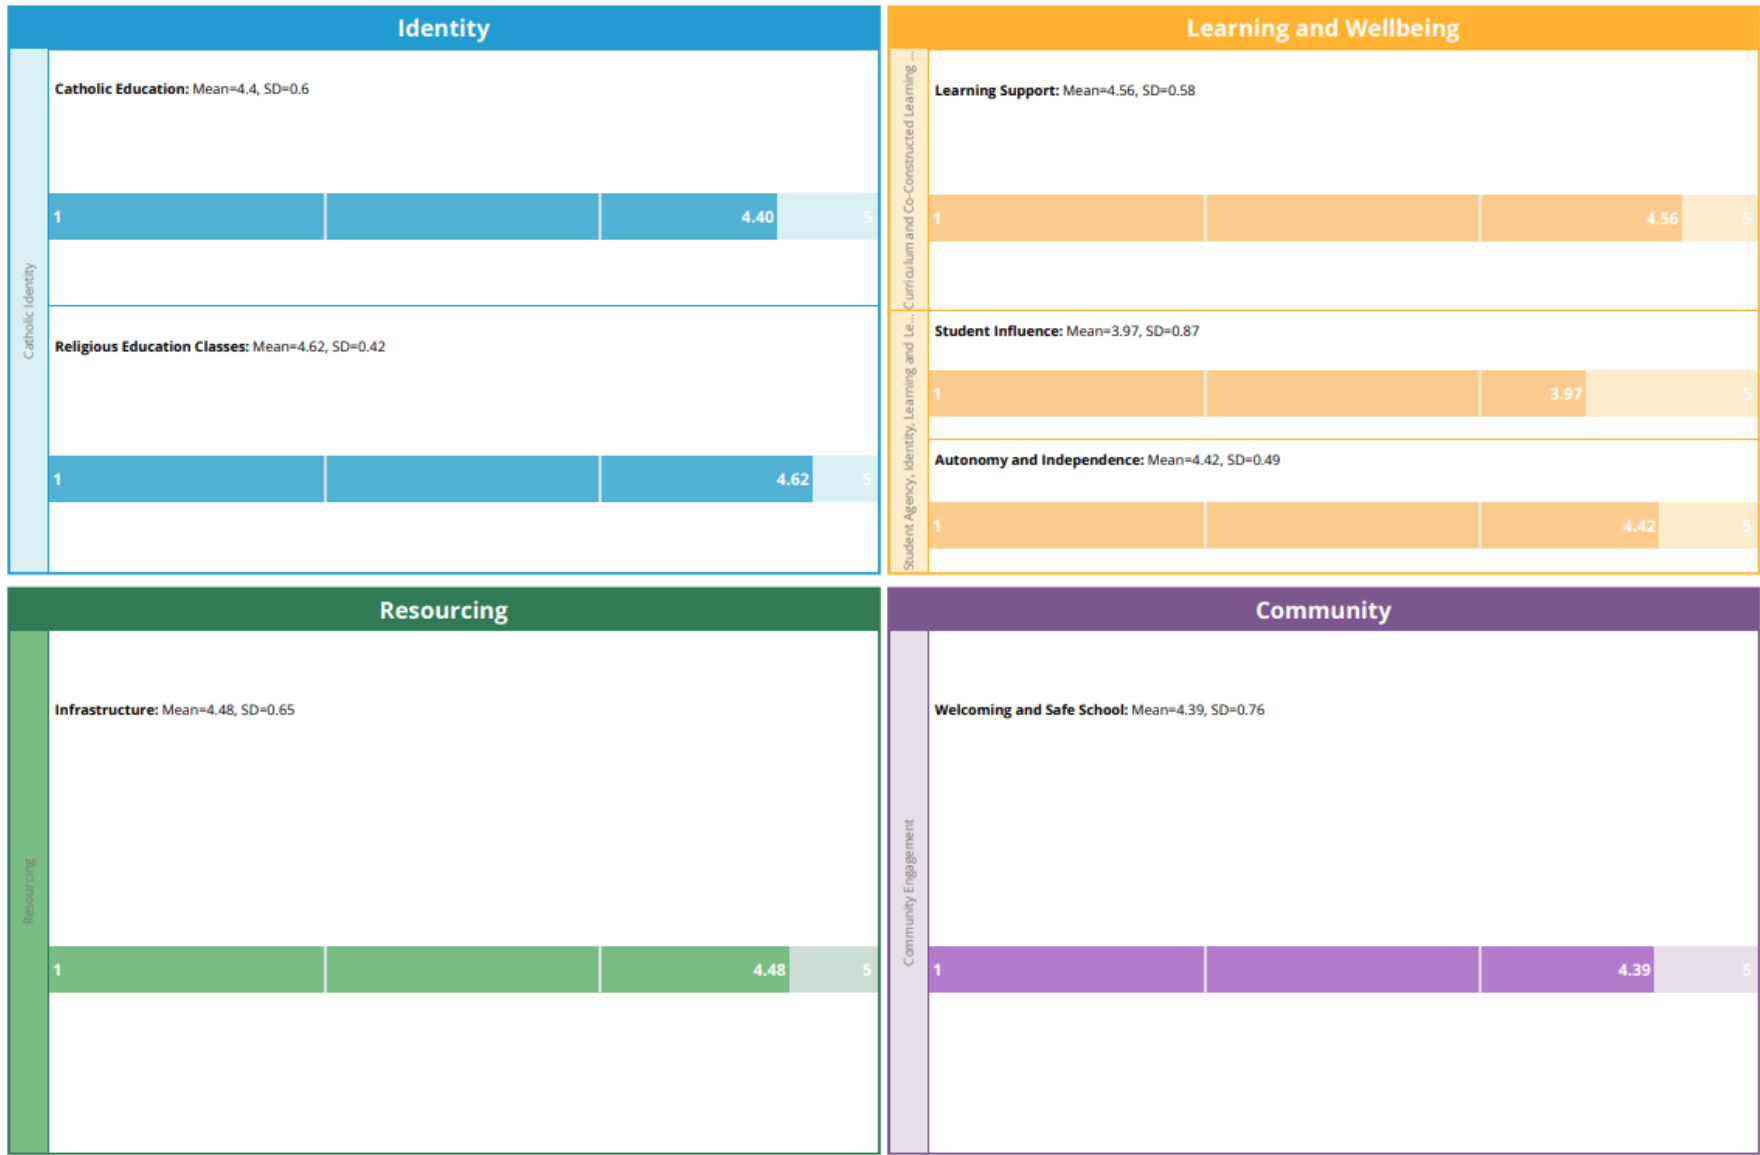 Identity
Catholic Identity
Catholic Education: Mean=4.4, SD=0.6
1 4.40 5
Religious Education Classes: Mean=4.62, SD=0.42
1 4.62 5
Learning and Wellbeing
Curriculum and Co-Constructed Learning ...
Learning Support: Mean=4.56, SD=0.58
1 4.56 5
Student Agency, Identity, Learning and Le...
Student Influence: Mean=3.97, SD=0.87
1 3.97 5
Autonomy and Independence: Mean=4.42, SD=0.49
1 4.42 5
Resourcing
Resourcing
Infrastructure: Mean=4.48, SD=0.65
1 4.48 5
Community
Community Engagement
Welcoming and Safe School: Mean=4.39, SD=0.76
1 4.39 5